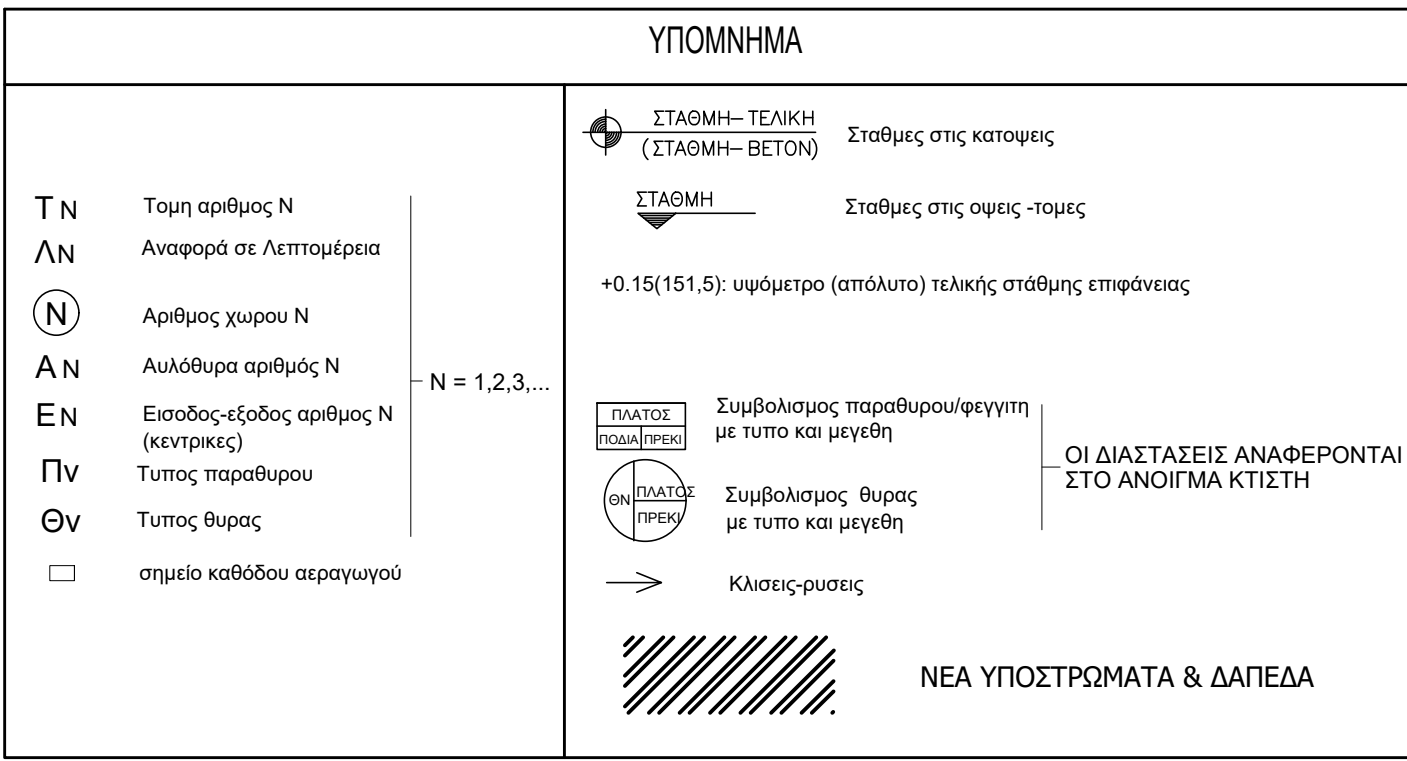 ΥΠΟΜΝΗΜΑ
Τ Ν Τομη αριθμος Ν
ΛΝ Αναφορά σε Λεπτομέρεια
Ν Αριθμος χωρου Ν
Α Ν Αυλόθυρα αριθμός Ν
Ε Ν Εισοδος-εξοδος αριθμος Ν
(κεντρικες)
Πν Τυπος παραθυρου
Θν Τυπος θυρας
σημείο καθόδου αεραγωγού
Ν = 1,2,3,...
ΣΤΑΘΜΗ– ΤΕΛΙΚΗ
(ΣΤΑΘΜΗ– ΒΕΤΟΝ)
Σταθμες στις κατοψεις
ΣΤΑΘΜΗ
Σταθμες στις οψεις -τομες
+0.15(151,5): υψόμετρο (απόλυτο) τελικής στάθμης επιφάνειας
ΠΛΑΤΟΣ
ΠΟΔΙΑ ΠΡΕΚΙ
Συμβολισμος παραθυρου/φεγγιτη
με τυπο και μεγεθη
ΘΝ ΠΛΑΤΟΣ
ΠΡΕΚΙ
Συμβολισμος θυρας
με τυπο και μεγεθη
ΟΙ ΔΙΑΣΤΑΣΕΙΣ ΑΝΑΦΕΡΟΝΤΑΙ
ΣΤΟ ΑΝΟΙΓΜΑ ΚΤΙΣΤΗ
Κλισεις-ρυσεις
ΝΕΑ ΥΠΟΣΤΡΩΜΑΤΑ & ΔΑΠΕΔΑ